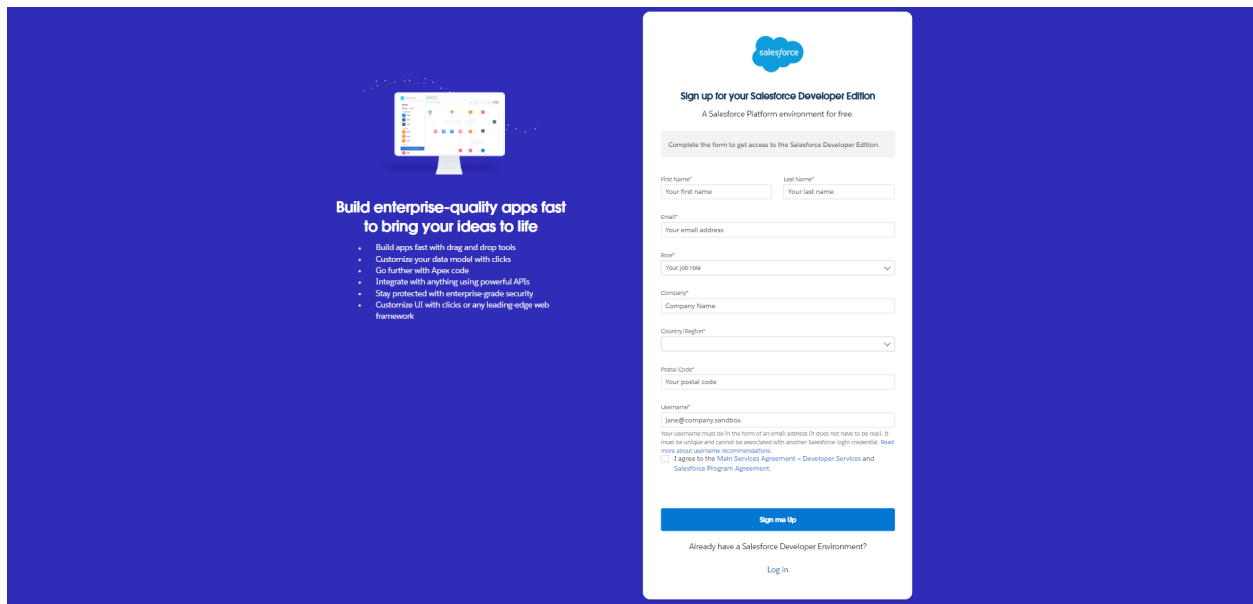 Build enterprise-quality apps fast
to bring your ideas to life
• Build apps fast with drag and drop tools
• Customize your data model with clicks
• Go further with Apex code
• Integrate with anything using powerful APIs
• Stay protected with enterprise-grade security
• Customize UI with clicks or any leading-edge web
framework
salesforce
Sign up for your Salesforce Developer Edition
A Salesforce Platform environment for free.
Complete the form to get access to the Salesforce Developer Edition.
First Name* Last Name*
Your first name Your last name
Email*
Your email address
Role*
Your job role
Company*
Company Name
Country/Region*
Postal Code*
Your postal code
Username*
Jane@company.sandbox
Your username must be in the form of an email address (it does not have to be real). It
must be unique and cannot be associated with another Salesforce login credential. Read
more about username recommendations.
I agree to the Main Services Agreement – Developer Services and
Salesforce Program Agreement.
Sign me Up
Already have a Salesforce Developer Environment?
Log in